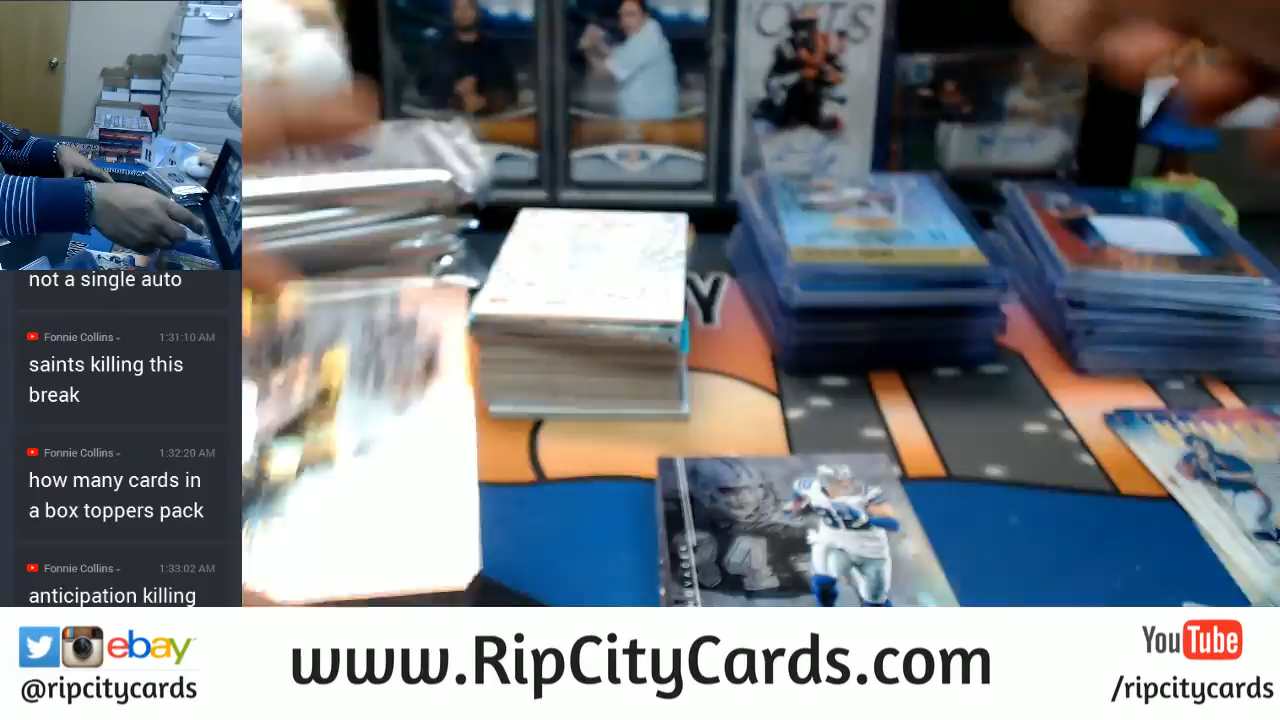 not a single auto
Fonnie Collins
1:31:10 AM
saints killing this
break
Fonnie Collins
1:32:20 AM
how many cards in
a box toppers pack
Fonnie Collins
1:33:02 AM
anticipation killing
Y
84
ebay
@ripcitycards
www.RipCityCards.com
YouTube
/ripcitycards